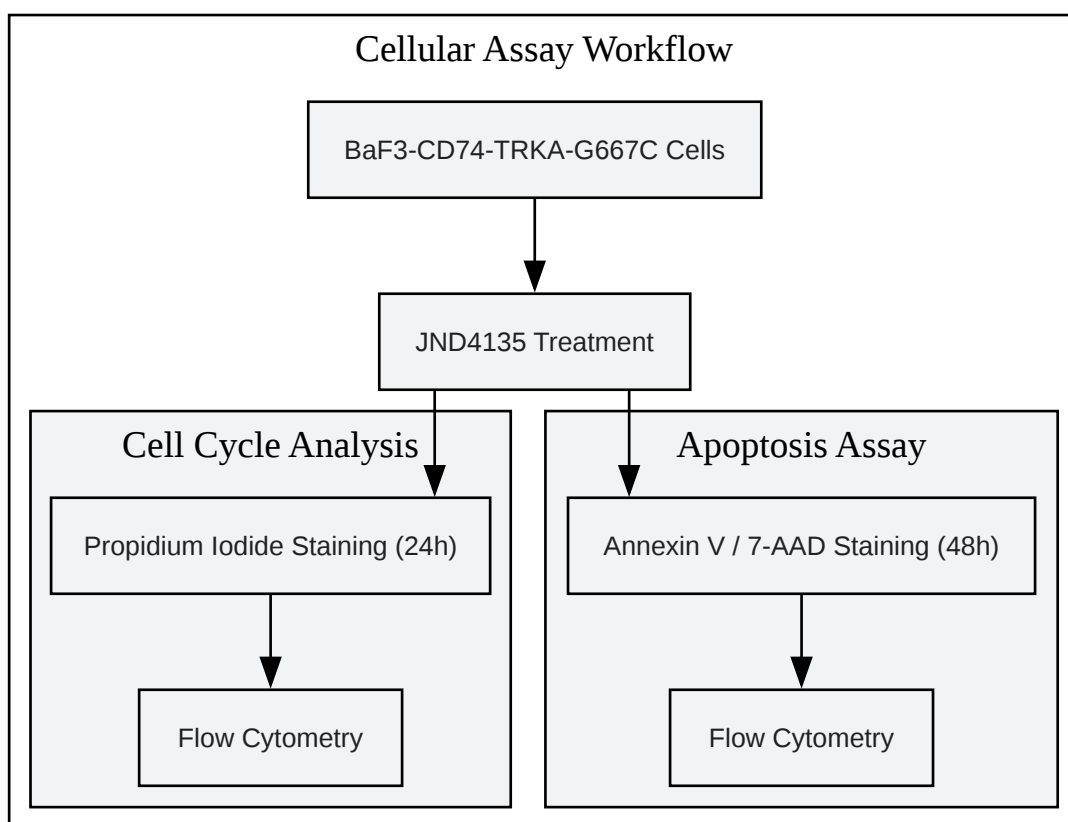 Cellular Assay Workflow
BaF3-CD74-TRKA-G667C Cells
JND4135 Treatment
Cell Cycle Analysis
Propidium Iodide Staining (24h)
Flow Cytometry
Apoptosis Assay
Annexin V / 7-AAD Staining (48h)
Flow Cytometry